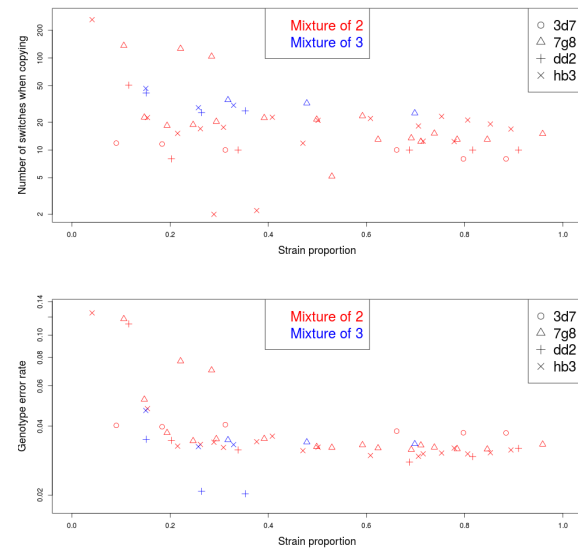 Mixture of 2
Mixture of 3
3d7
7g8
dd2
hb3
Number of switches when copying
200
100
50
20
10
5
2
0.0 0.2 0.4 0.6 0.8 1.0
Strain proportion
Mixture of 2
Mixture of 3
3d7
7g8
dd2
hb3
Genotype error rate
0.14
0.10
0.08
0.06
0.04
0.02
0.0 0.2 0.4 0.6 0.8 1.0
Strain proportion